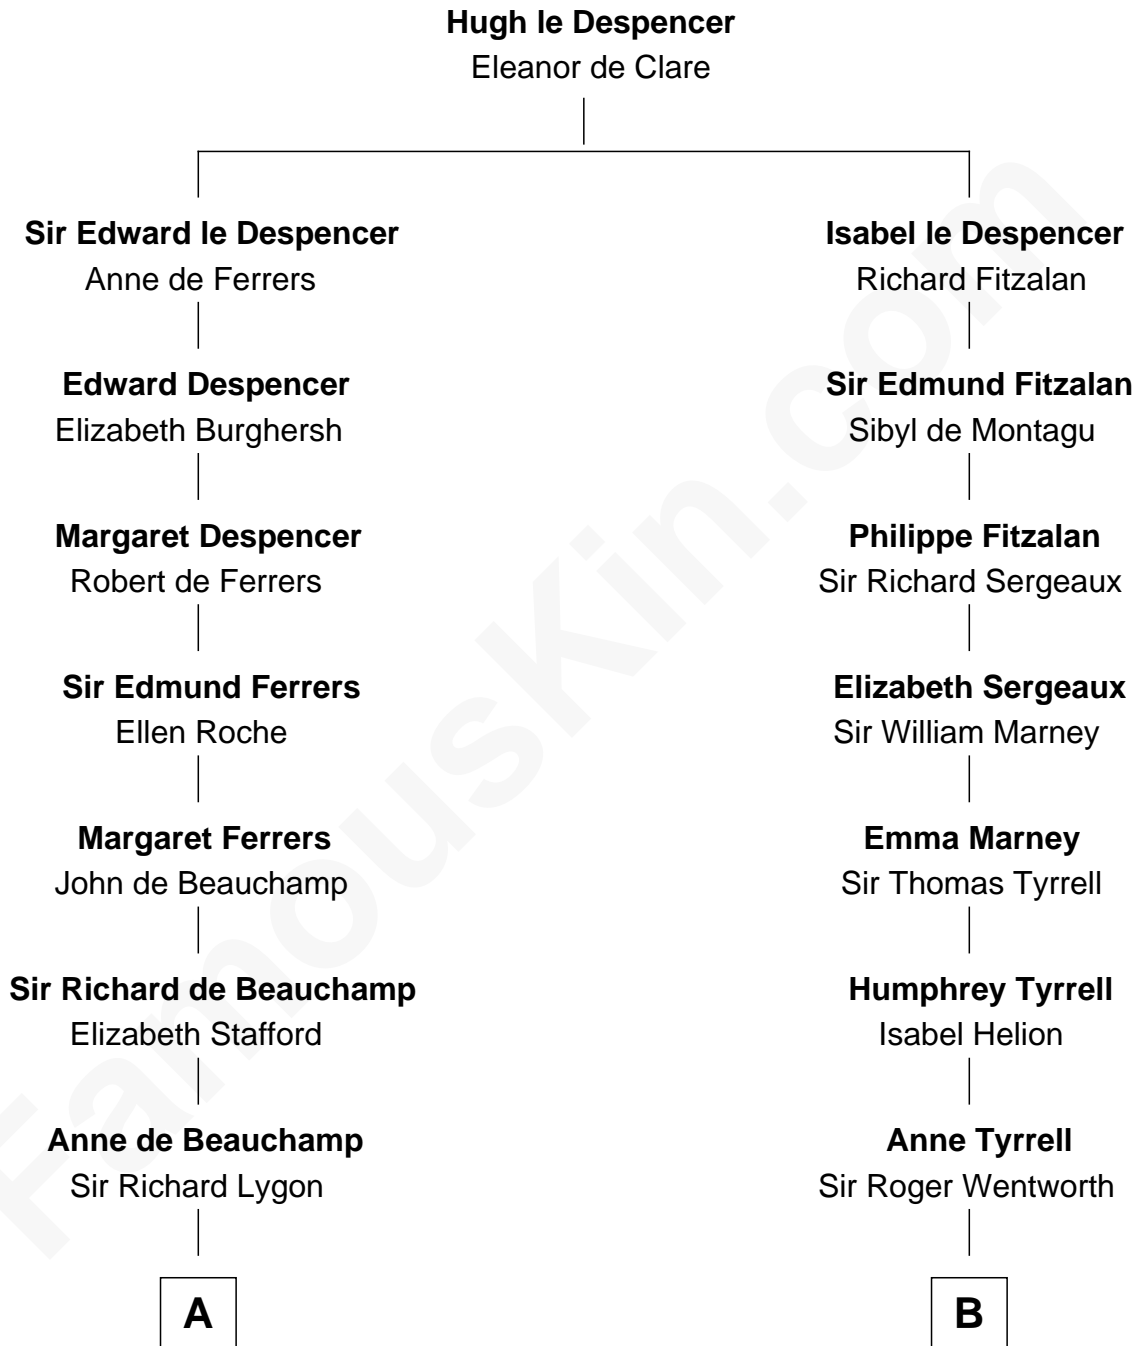 Hugh le Despencer
Eleanor de Clare
Sir Edward le Despencer
Anne de Ferrers
Isabel le Despencer
Richard Fitzalan
Edward Despencer
Elizabeth Burghersh
Sir Edmund Fitzalan
Sibyl de Montagu
Margaret Despencer
Robert de Ferrers
Philippe Fitzalan
Sir Richard Sergeaux
Sir Edmund Ferrers
Ellen Roche
Elizabeth Sergeaux
Sir William Marney
Margaret Ferrers
John de Beauchamp
Emma Marney
Sir Thomas Tyrrell
Sir Richard de Beauchamp
Elizabeth Stafford
Humphrey Tyrrell
Isabel Helion
Anne de Beauchamp
Sir Richard Lygon
Anne Tyrrell
Sir Roger Wentworth
A
B
FamousKin.com